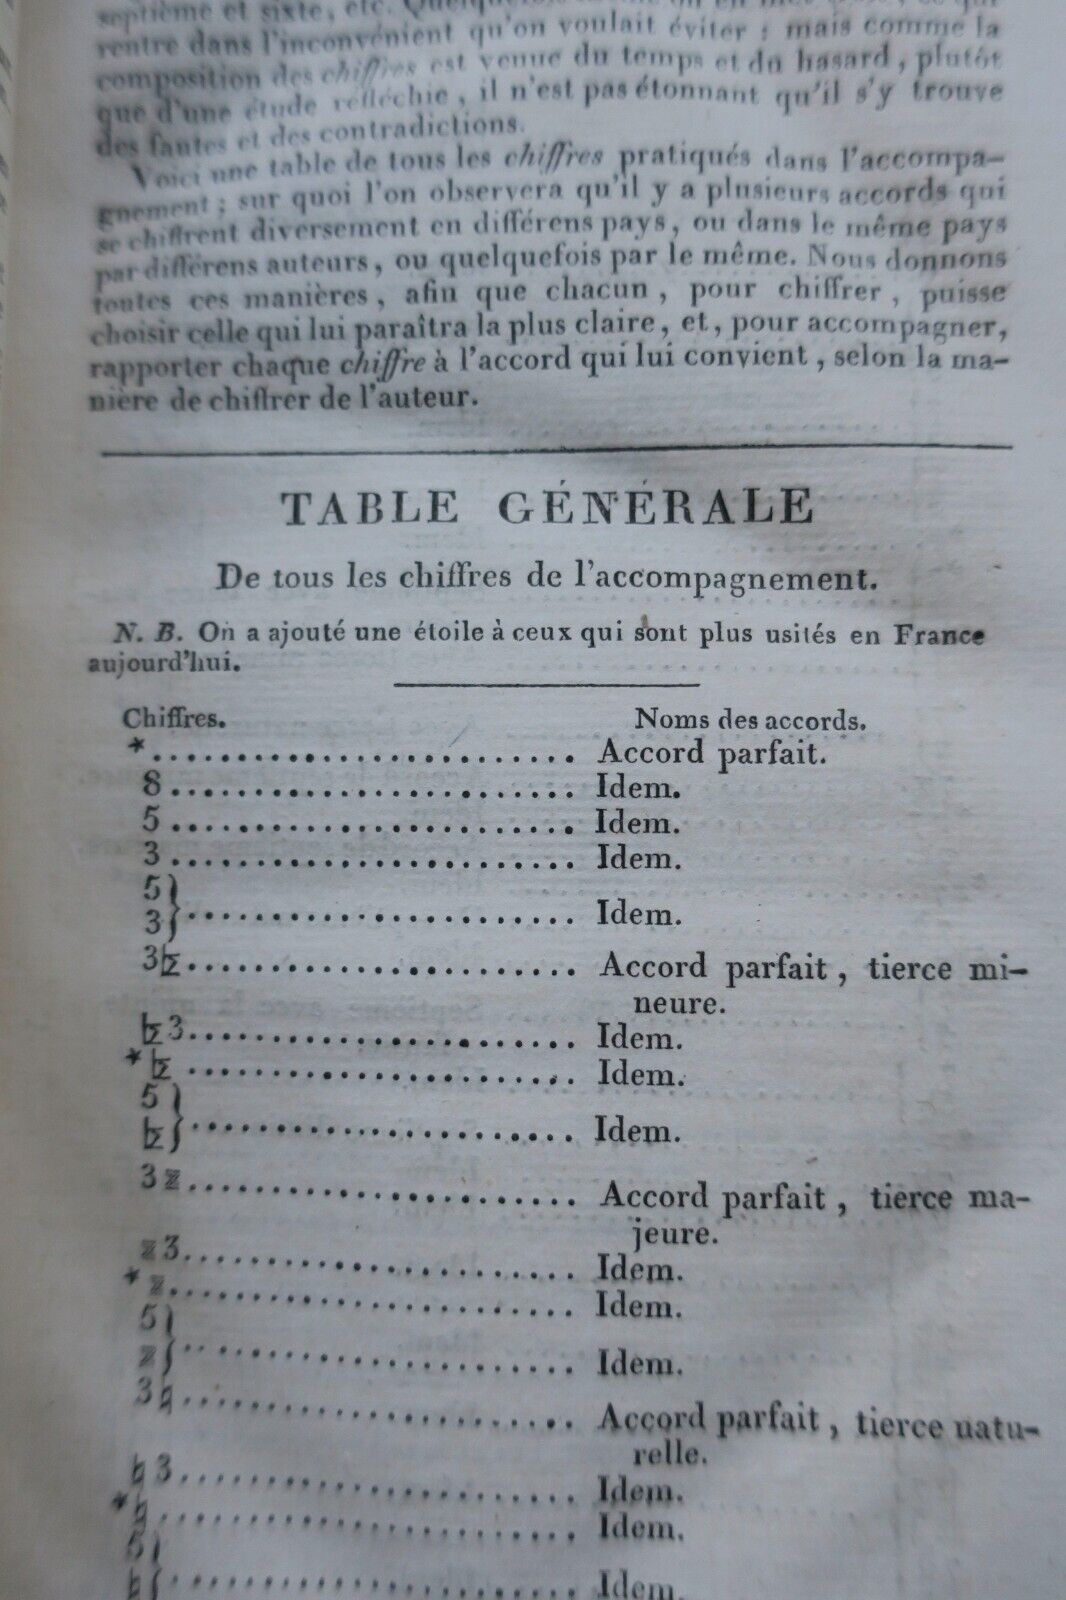 septième et sixte, etc. Quelquefois
rentre dans l'inconvénient qu'on voulait éviter ; mais comme la
composition des chiffres est venue du temps et du hasard, plutôt
que d'une étude réfléchie, il n'est pas étonnant qu'il s'y trouve
des fautes et des contradictions.
Voici une table de tous les chiffres pratiqués dans l'accompa-
gnement ; sur quoi l'on observera qu'il y a plusieurs accords qui
se chiffrent diversement en différens pays, ou dans le même pays
par différens auteurs, ou quelquefois par le même. Nous donnons
toutes ces manières, afin que chacun, pour chiffrer, puisse
choisir celle qui lui paraîtra la plus claire, et, pour accompagner,
rapporter chaque chiffre à l'accord qui lui convient, selon la ma-
nière de chiffrer de l'auteur.
TABLE GÉNÉRALE
De tous les chiffres de l'accompagnement.
N. B. On a ajouté une étoile à ceux qui sont plus usités en France
aujourd'hui.
Chiffres. Noms des accords.
* ........................ Accord parfait.
8 ........................ Idem.
5 ........................ Idem.
3 ........................ Idem.
5
3 } ........................ Idem.
3♭ ........................ Accord parfait, tierce mi-
neure.
♭3 ........................ Idem.
*♭ ........................ Idem.
5
♭ } ........................ Idem.
3♯ ........................ Accord parfait, tierce ma-
jeure.
♯3 ........................ Idem.
*♯ ........................ Idem.
5
♯ } ........................ Idem.
3♮ ........................ Accord parfait, tierce natu-
relle.
♮3 ........................ Idem.
*♮ ........................ Idem.
5
♮ } ........................ Idem.